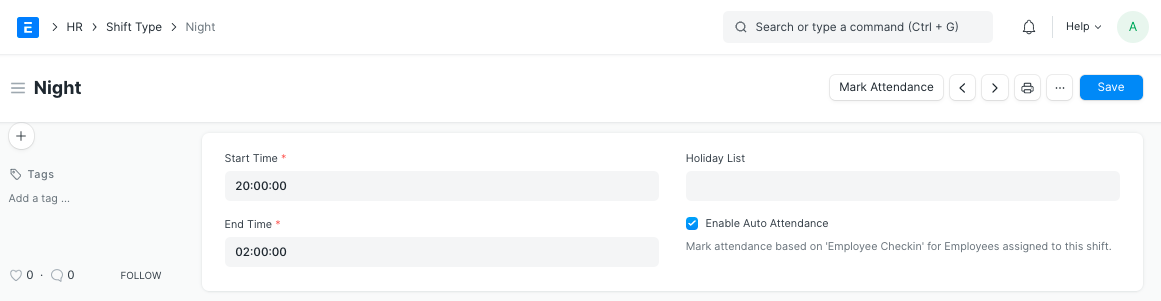 E HR Shift Type Night Search or type a command (Ctrl + G) Help A
Night Mark Attendance ... Save
Tags
Add a tag ...
0 · 0 FOLLOW
Start Time *
20:00:00
End Time *
02:00:00
Holiday List
Enable Auto Attendance
Mark attendance based on 'Employee Checkin' for Employees assigned to this shift.